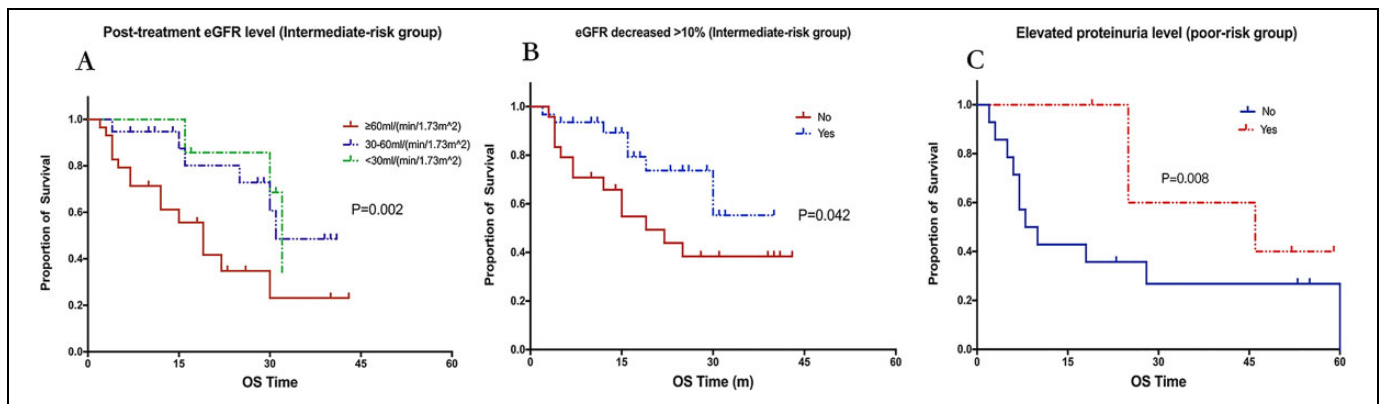 Post-treatment eGFR level (Intermediate-risk group)
A
1.0
0.8
0.6
0.4
0.2
0.0
Proportion of Survival
≥60ml/(min/1.73m^2)
30-60ml/(min/1.73m^2)
<30ml/(min/1.73m^2)
P=0.002
0 15 30 45 60
OS Time
eGFR decreased >10% (Intermediate-risk group)
B
1.0
0.8
0.6
0.4
0.2
0.0
Proportion of Survival
No
Yes
P=0.042
0 15 30 45 60
OS Time (m)
Elevated proteinuria level (poor-risk group)
C
1.0
0.8
0.6
0.4
0.2
0.0
Proportion of Survival
No
Yes
P=0.008
0 15 30 45 60
OS Time